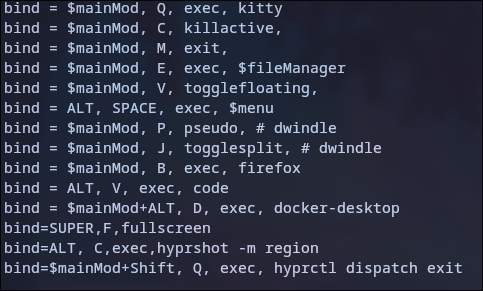 bind = $mainMod, Q, exec, kitty
bind = $mainMod, C, killactive,
bind = $mainMod, M, exit,
bind = $mainMod, E, exec, $fileManager
bind = $mainMod, V, togglefloating,
bind = ALT, SPACE, exec, $menu
bind = $mainMod, P, pseudo, # dwindle
bind = $mainMod, J, togglesplit, # dwindle
bind = $mainMod, B, exec, firefox
bind = ALT, V, exec, code
bind = $mainMod+ALT, D, exec, docker-desktop
bind=SUPER,F,fullscreen
bind=ALT, C,exec,hyprshot -m region
bind=$mainMod+Shift, Q, exec, hyprctl dispatch exit